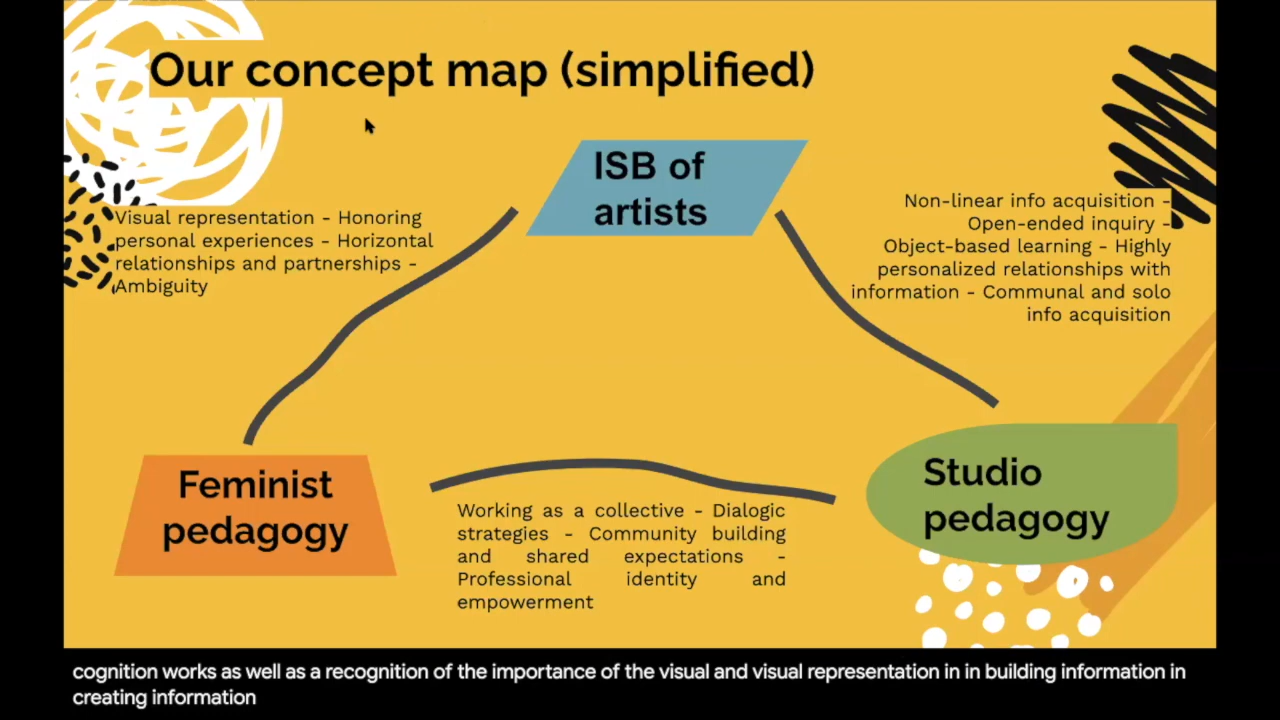 Our concept map (simplified)
ISB of
artists
Visual representation - Honoring
personal experiences - Horizontal
relationships and partnerships -
Ambiguity
Non-linear info acquisition -
Open-ended inquiry -
Object-based learning - Highly
personalized relationships with
information - Communal and solo
info acquisition
Feminist
pedagogy
Working as a collective - Dialogic
strategies - Community building
and shared expectations -
Professional identity and
empowerment
Studio
pedagogy
cognition works as well as a recognition of the importance of the visual and visual representation in in building information in
creating information